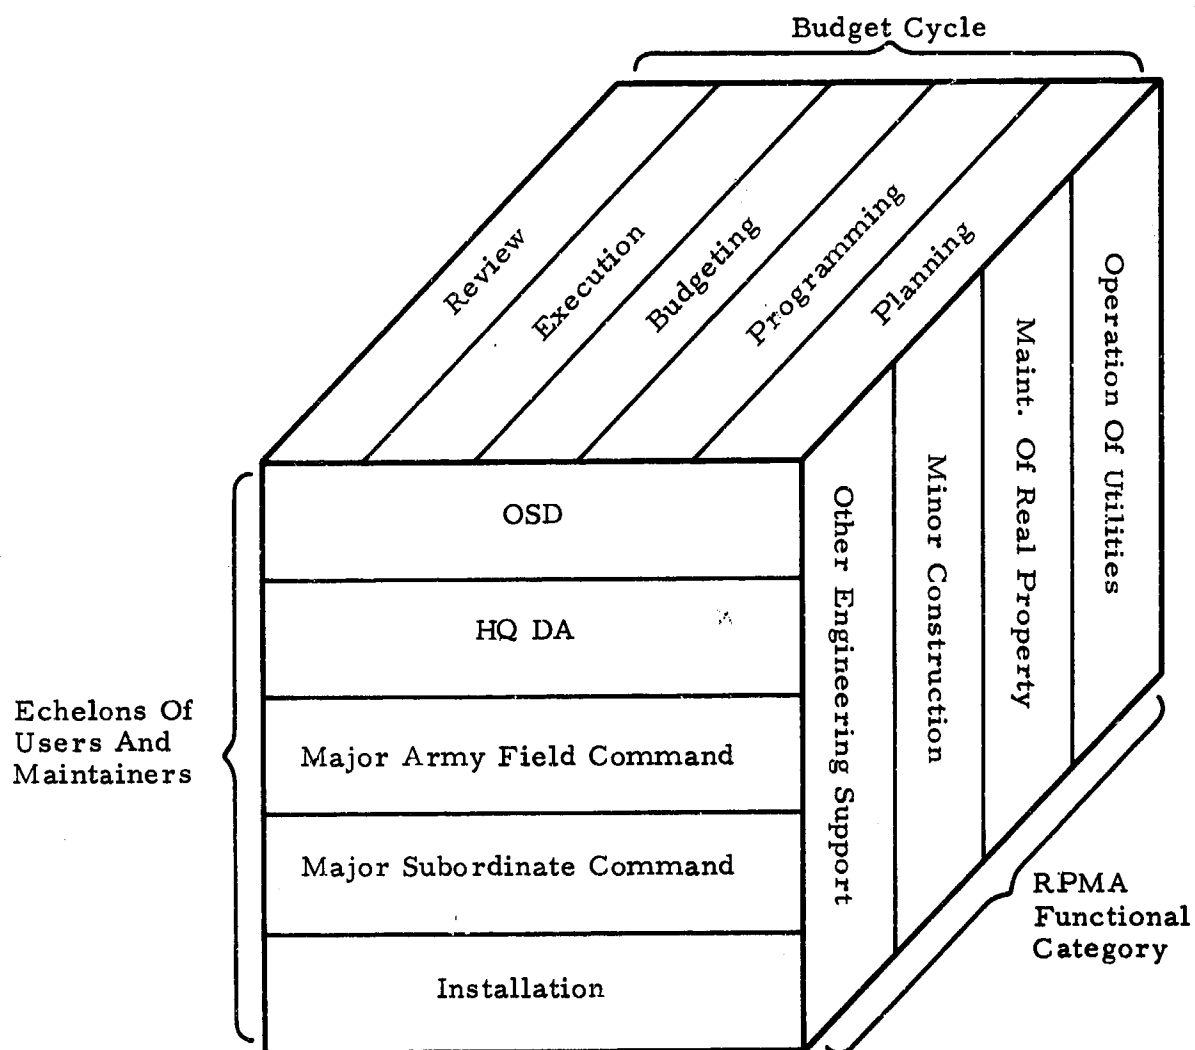 Budget Cycle
Review
Execution
Budgeting
Programming
Planning
Operation Of Utilities
Maint. Of Real Property
Minor Construction
Other Engineering Support
OSD
HQ DA
Major Army Field Command
Major Subordinate Command
Installation
Echelons Of
Users And
Maintainers
RPMA
Functional
Category